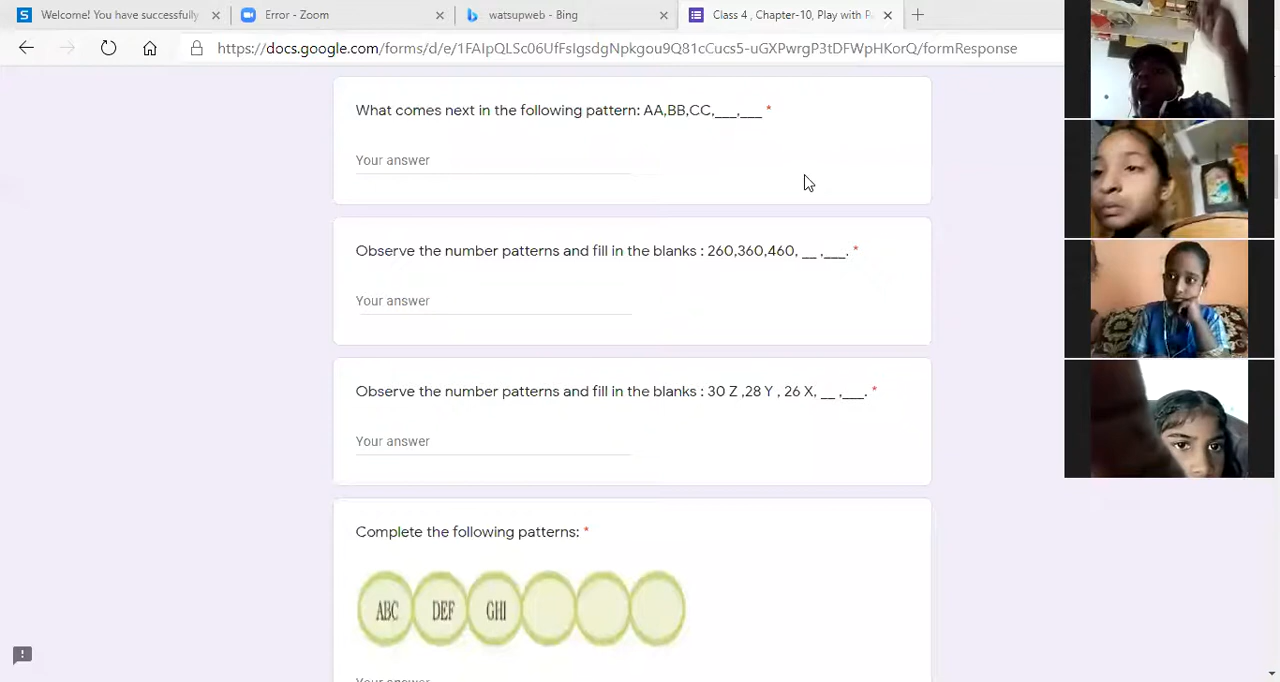 Welcome! You have successfully
Error - Zoom
watsupweb - Bing
Class 4 , Chapter-10, Play with P
https://docs.google.com/forms/d/e/1FAIpQLSc06UfFsIgsdgNpkgou9Q81cCucs5-uGXPwrgP3tDFWpHKorQ/formResponse
What comes next in the following pattern: AA,BB,CC,___,___ *
Your answer
Observe the number patterns and fill in the blanks : 260,360,460, __ ,___. *
Your answer
Observe the number patterns and fill in the blanks : 30 Z ,28 Y , 26 X, __ ,___. *
Your answer
Complete the following patterns: *
ABC DEF GHI
Your answer